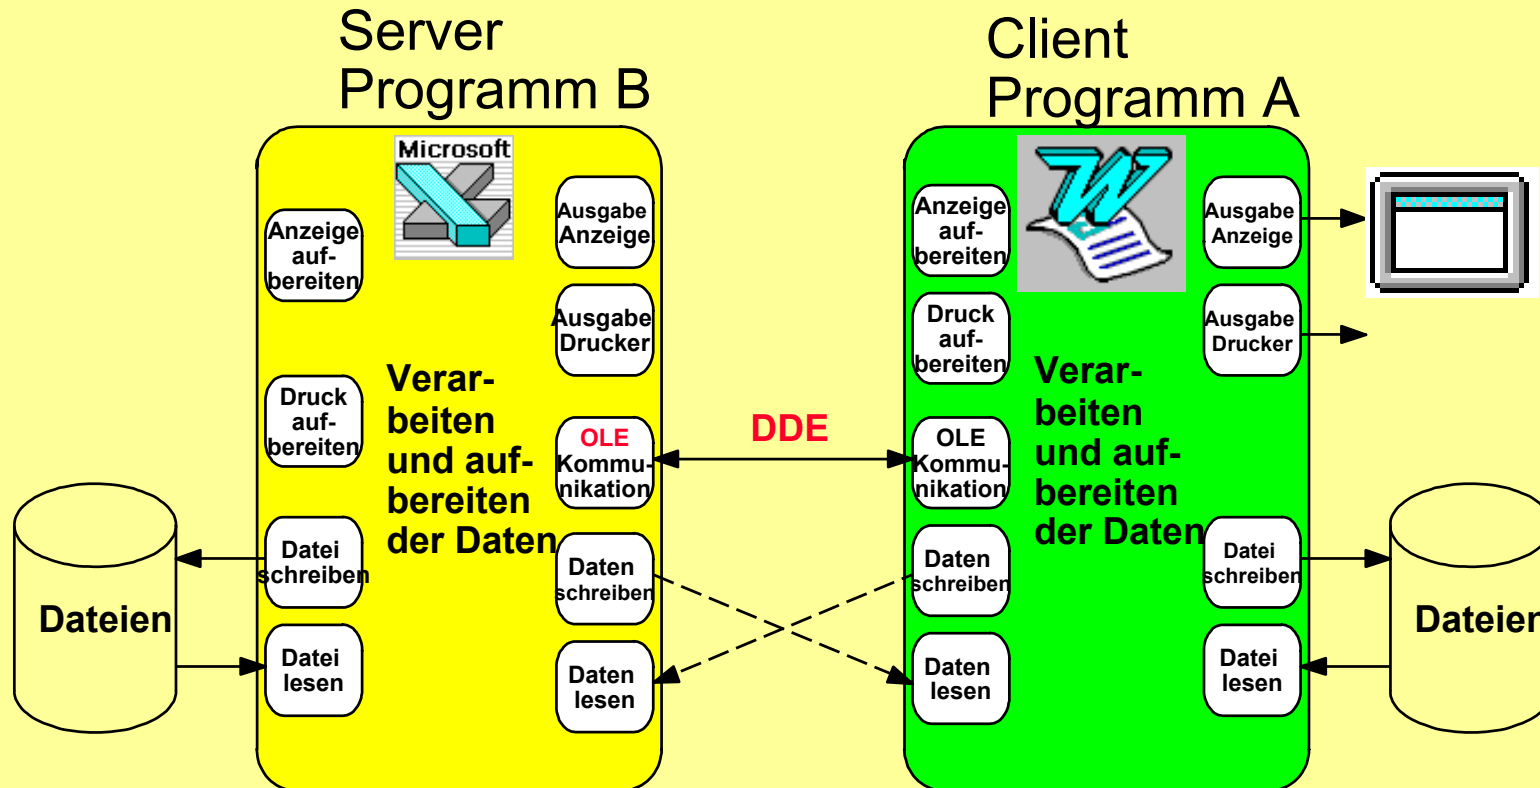 Server
Programm B
Microsoft
Anzeige
auf-
bereiten
Druck
auf-
bereiten
Datei
schreiben
Datei
lesen
Verar-
beiten
und auf-
bereiten
der Daten
Ausgabe
Anzeige
Ausgabe
Drucker
OLE
Kommu-
nikation
Daten
schreiben
Daten
lesen
Dateien
DDE
Client
Programm A
W
Anzeige
auf-
bereiten
Druck
auf-
bereiten
OLE
Kommu-
nikation
Daten
schreiben
Daten
lesen
Verar-
beiten
und auf-
bereiten
der Daten
Ausgabe
Anzeige
Ausgabe
Drucker
Datei
schreiben
Datei
lesen
Dateien